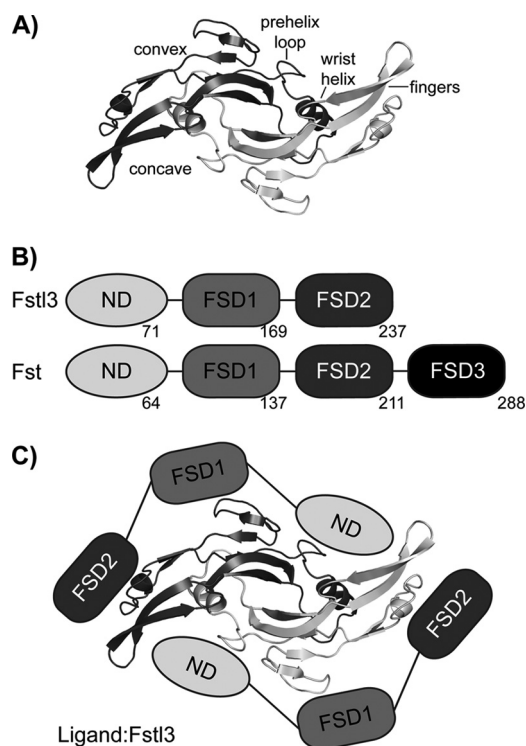 A)
prehelix
loop
convex
wrist
helix
fingers
concave
B)
Fstl3 ND FSD1 FSD2
71 169 237
Fst ND FSD1 FSD2 FSD3
64 137 211 288
C)
FSD1
ND
FSD2
FSD2
ND
FSD1
Ligand:Fstl3